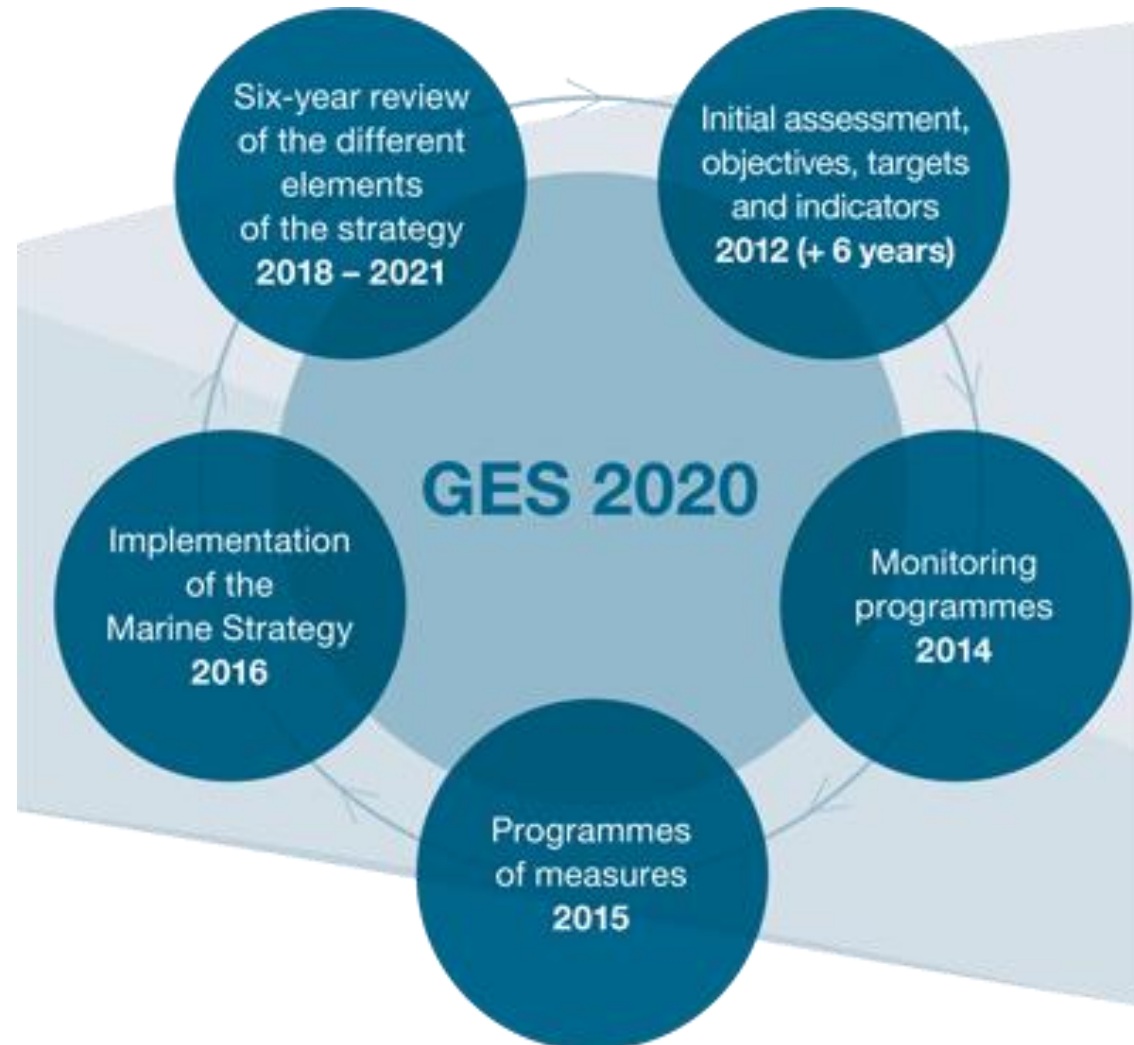 Six-year review
of the different
elements
of the strategy
2018 – 2021
Initial assessment,
objectives, targets
and indicators
2012 (+ 6 years)
GES 2020
Implementation
of the
Marine Strategy
2016
Monitoring
programmes
2014
Programmes
of measures
2015